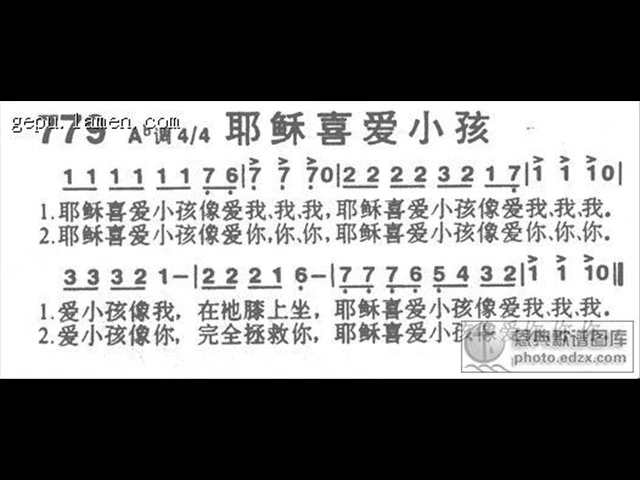 gepu.lamen.com
779 Aᵇ调 4/4 耶稣喜爱小孩
1 1 1 1 1 1 7 6 | 7 7 7 0 | 2 2 2 2 3 2 1 7 | 1 1 1 0 |
1.耶稣喜爱小孩像爱我、我、我,耶稣喜爱小孩像爱我、我、我.
2.耶稣喜爱小孩像爱你,你、你,耶稣喜爱小孩像爱你、你、你.
3 3 3 2 1 – | 2 2 2 1 6 – | 7 7 7 6 5 4 3 2 | 1 1 1 0 ‖
1.爱小孩像我,在祂膝上坐,耶稣喜爱小孩像爱我、我、我.
2.爱小孩像你,完全拯救你,耶稣喜爱小孩像爱你、你、你.
恩典歌谱图库
photo.edzx.com